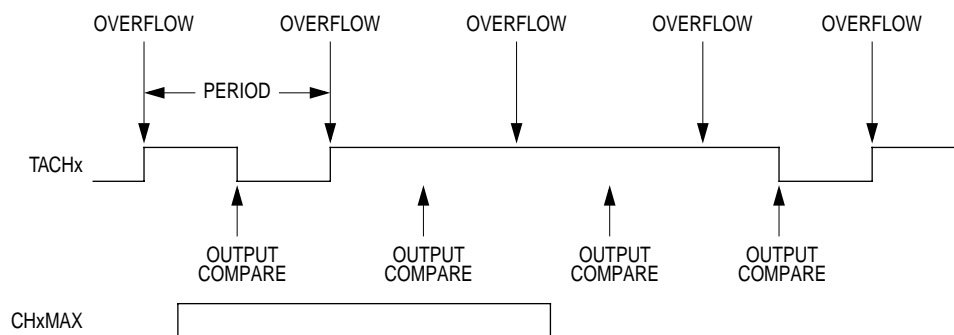 OVERFLOW OVERFLOW OVERFLOW OVERFLOW OVERFLOW
PERIOD
TACHx
OUTPUT OUTPUT OUTPUT OUTPUT
COMPARE COMPARE COMPARE COMPARE
CHxMAX